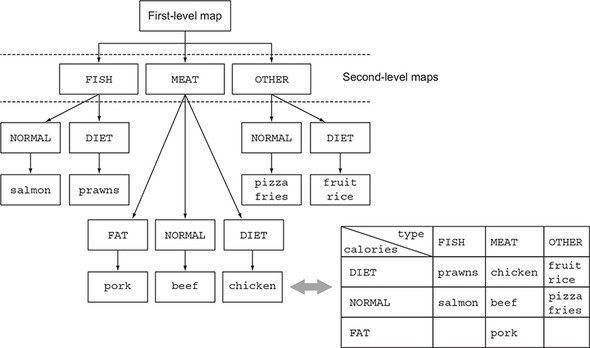 First-level map
FISH MEAT OTHER
Second-level maps
NORMAL DIET NORMAL DIET
salmon prawns pizza fries fruit rice
FAT NORMAL DIET
pork beef chicken
type
calories FISH MEAT OTHER
DIET prawns chicken fruit rice
NORMAL salmon beef pizza fries
FAT pork